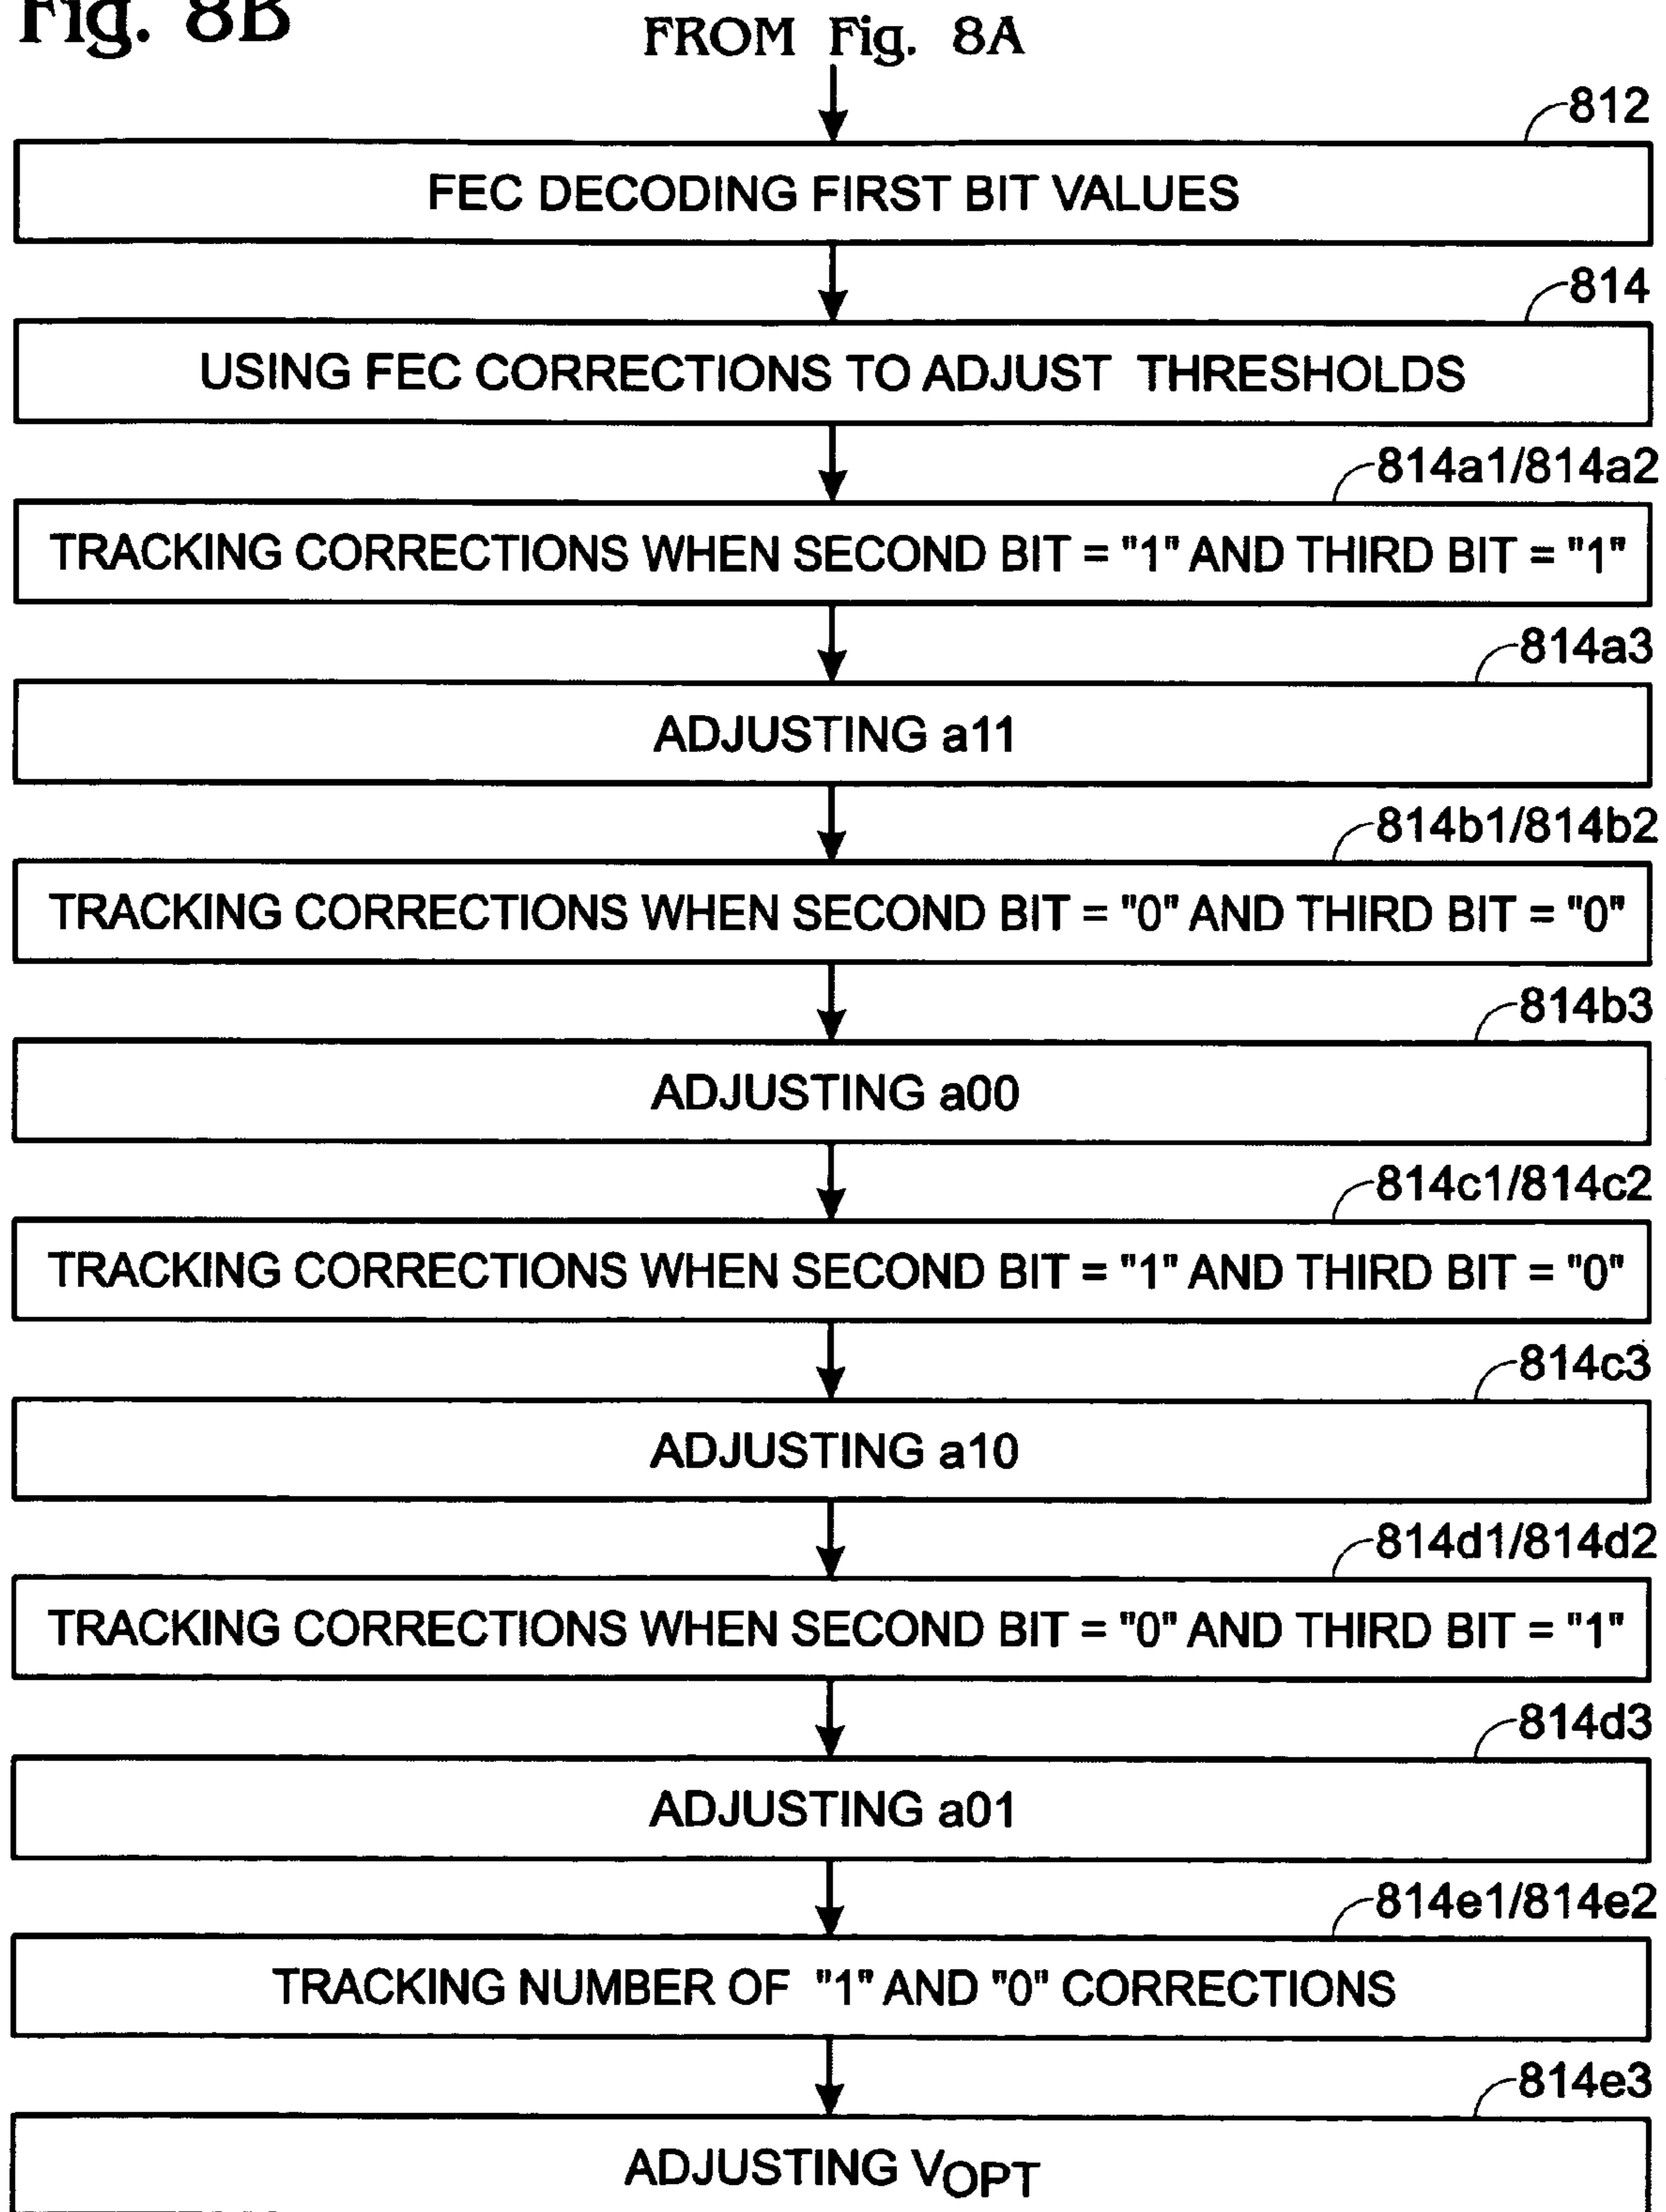 Fig. 8B
FROM Fig. 8A
812
FEC DECODING FIRST BIT VALUES
814
USING FEC CORRECTIONS TO ADJUST THRESHOLDS
814a1/814a2
TRACKING CORRECTIONS WHEN SECOND BIT = "1" AND THIRD BIT = "1"
814a3
ADJUSTING a11
814b1/814b2
TRACKING CORRECTIONS WHEN SECOND BIT = "0" AND THIRD BIT = "0"
814b3
ADJUSTING a00
814c1/814c2
TRACKING CORRECTIONS WHEN SECOND BIT = "1" AND THIRD BIT = "0"
814c3
ADJUSTING a10
814d1/814d2
TRACKING CORRECTIONS WHEN SECOND BIT = "0" AND THIRD BIT = "1"
814d3
ADJUSTING a01
814e1/814e2
TRACKING NUMBER OF "1" AND "0" CORRECTIONS
814e3
ADJUSTING VOPT